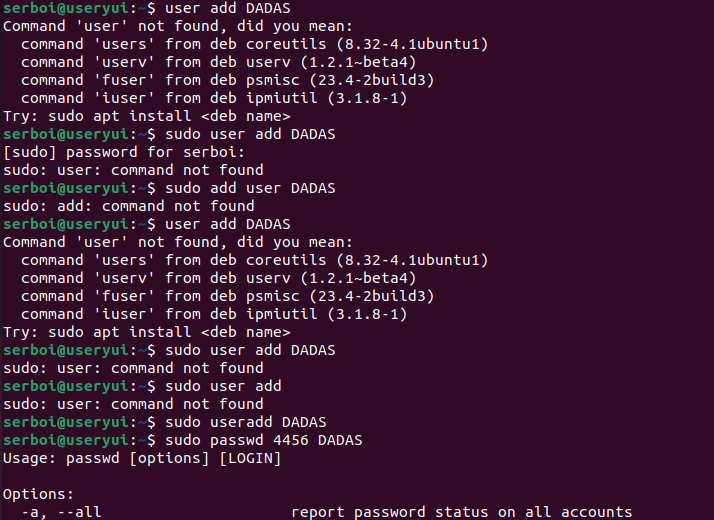 serboi@useryui:~$ user add DADAS
Command 'user' not found, did you mean:
  command 'users' from deb coreutils (8.32-4.1ubuntu1)
  command 'userv' from deb userv (1.2.1~beta4)
  command 'fuser' from deb psmisc (23.4-2build3)
  command 'iuser' from deb ipmiutil (3.1.8-1)
Try: sudo apt install <deb name>
serboi@useryui:~$ sudo user add DADAS
[sudo] password for serboi:
sudo: user: command not found
serboi@useryui:~$ sudo add user DADAS
sudo: add: command not found
serboi@useryui:~$ user add DADAS
Command 'user' not found, did you mean:
  command 'users' from deb coreutils (8.32-4.1ubuntu1)
  command 'userv' from deb userv (1.2.1~beta4)
  command 'fuser' from deb psmisc (23.4-2build3)
  command 'iuser' from deb ipmiutil (3.1.8-1)
Try: sudo apt install <deb name>
serboi@useryui:~$ sudo user add DADAS
sudo: user: command not found
serboi@useryui:~$ sudo user add
sudo: user: command not found
serboi@useryui:~$ sudo useradd DADAS
serboi@useryui:~$ sudo passwd 4456 DADAS
Usage: passwd [options] [LOGIN]

Options:
  -a, --all                     report password status on all accounts